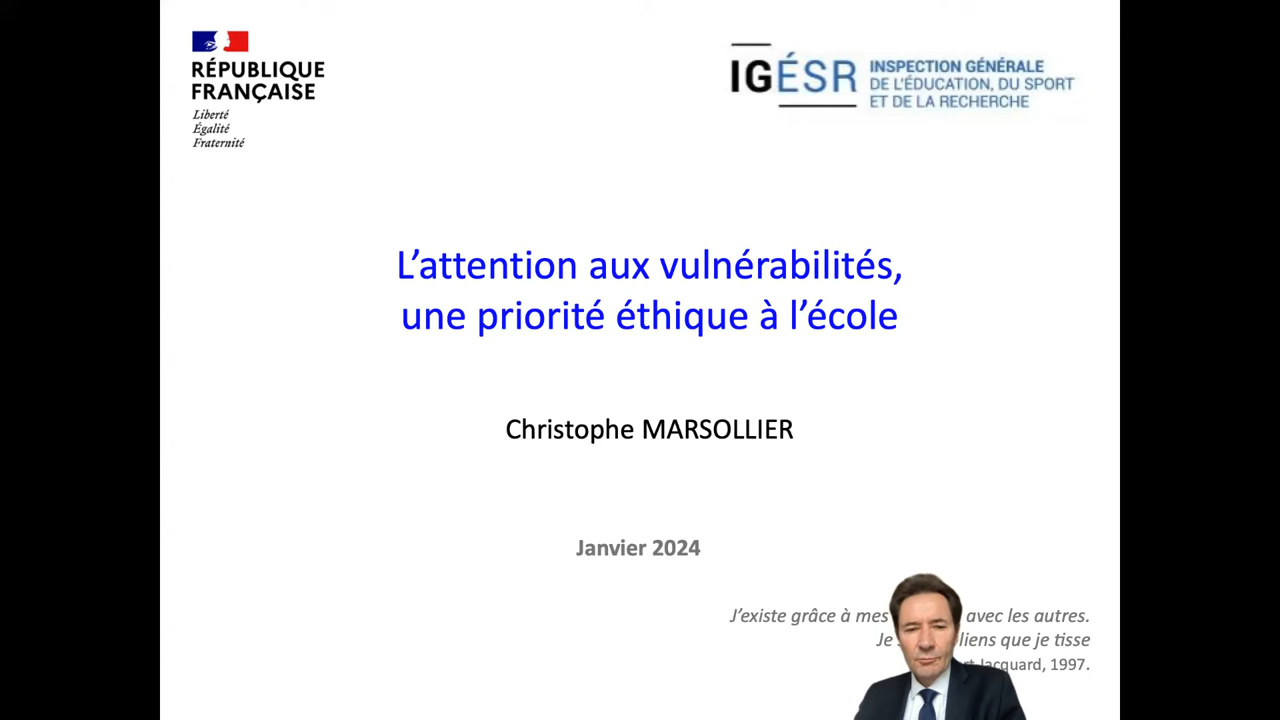 RÉPUBLIQUE
FRANÇAISE
Liberté
Égalité
Fraternité
IGÉSR
INSPECTION GÉNÉRALE
DE L'ÉDUCATION, DU SPORT
ET DE LA RECHERCHE
L'attention aux vulnérabilités,
une priorité éthique à l'école
Christophe MARSOLLIER
Janvier 2024
J'existe grâce à mes avec les autres.
Je liens que je tisse
Jacquard, 1997.